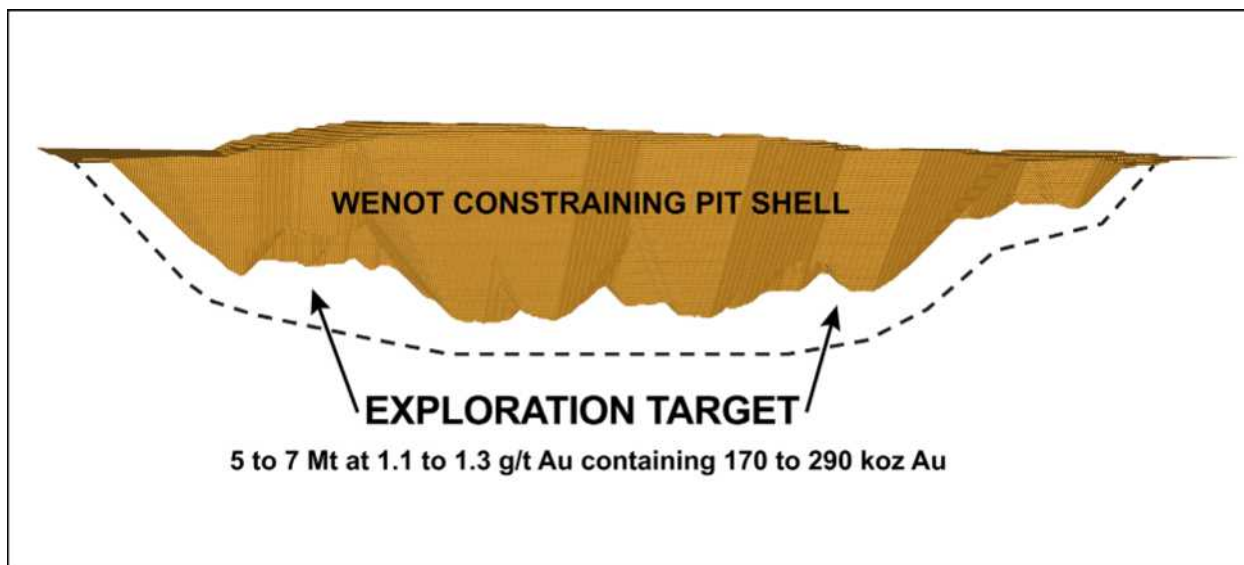 WENOT CONSTRAINING PIT SHELL
EXPLORATION TARGET
5 to 7 Mt at 1.1 to 1.3 g/t Au containing 170 to 290 koz Au